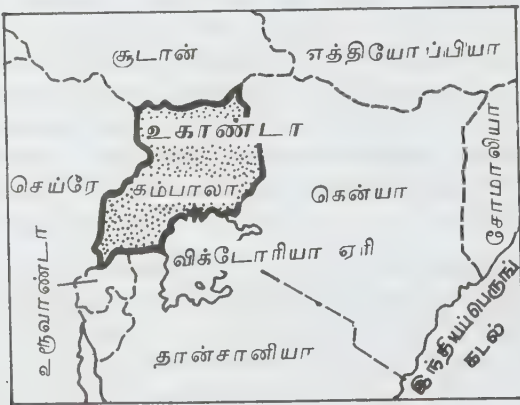 சூடான்
எத்தியோப்பியா
உகாண்டா
செய்ரே
கம்பாலா
கென்யா
சோமாலியா
விக்டோரியா ஏரி
உருவாண்டா
தான்சானியா
இந்தியப்பெருங்
கடல்